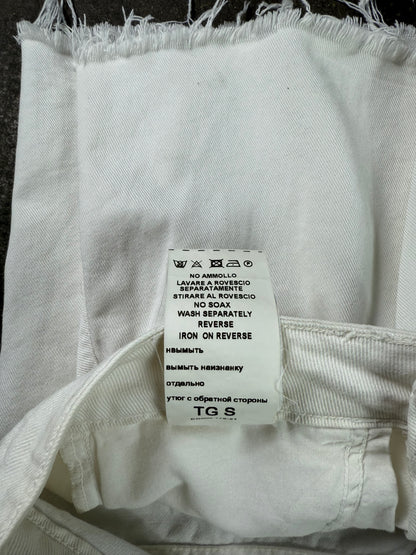 NO AMMOLLO
LAVARE A ROVESCIO
SEPARATAMENTE
STIRARE AL ROVESCIO
NO SOAX
WASH SEPARATELY
REVERSE
IRON ON REVERSE
нвымыть
вымыть наизнанку
отдельно
утюг с обратной стороны
TG S